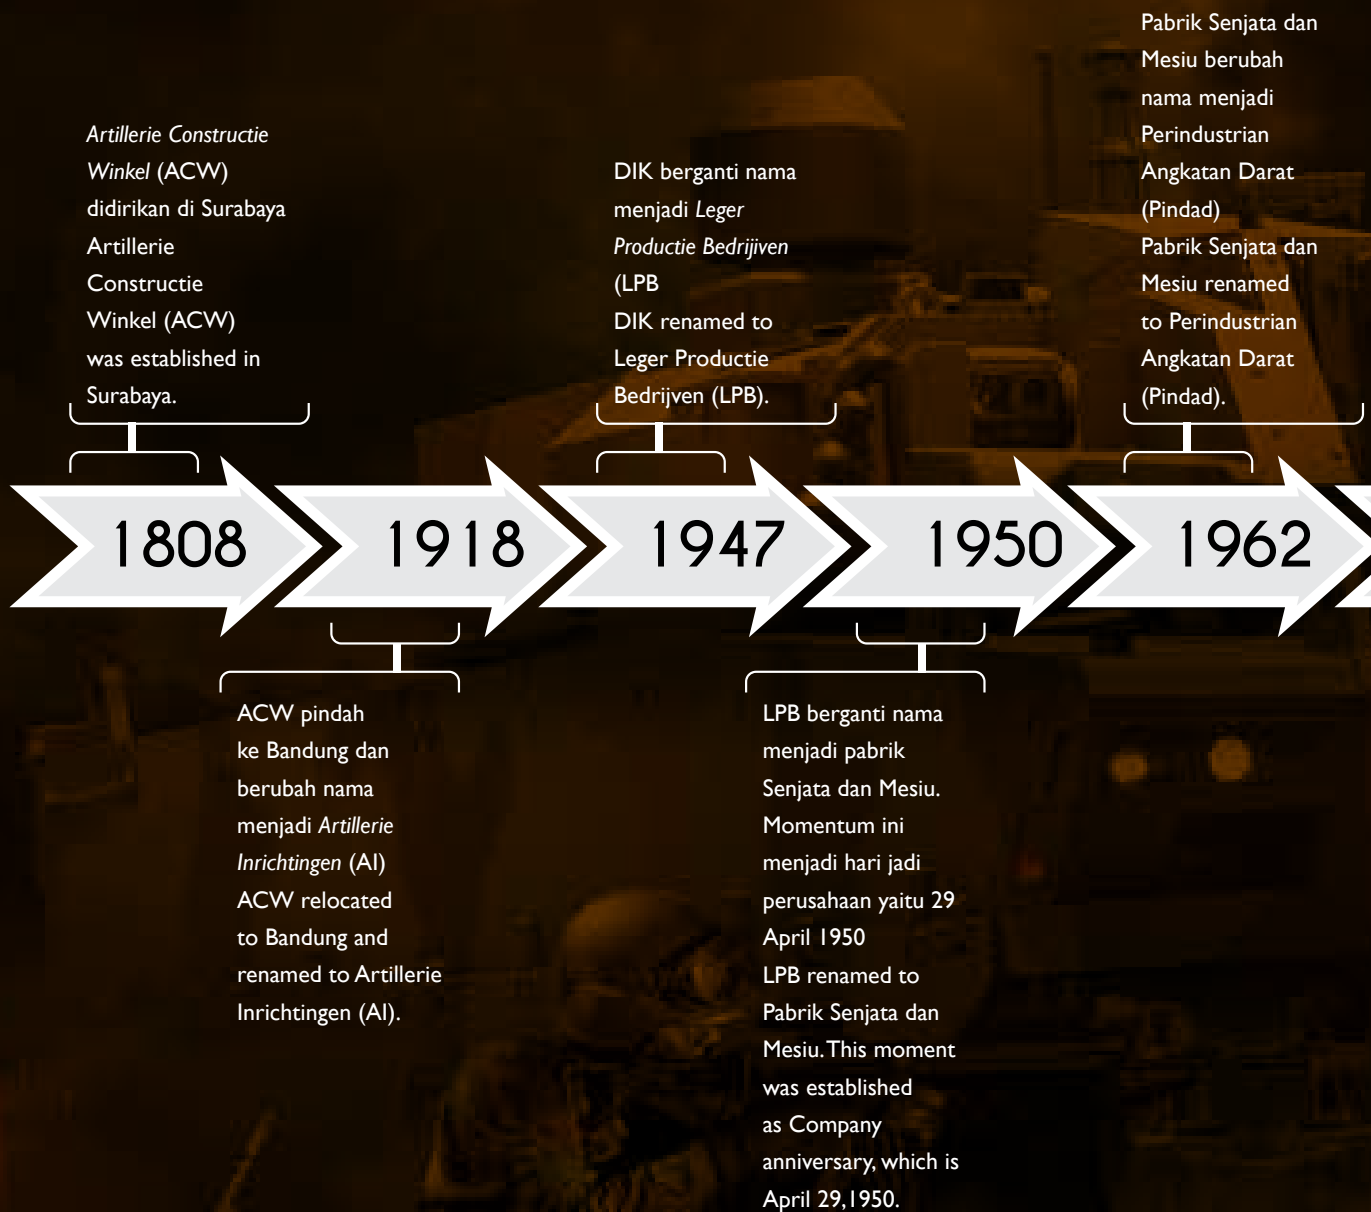 Artillerie Constructie
Winkel (ACW)
didirikan di Surabaya
Artillerie
Constructie
Winkel (ACW)
was established in
Surabaya.
DIK berganti nama
menjadi Leger
Productie Bedrijiven
(LPB
DIK renamed to
Leger Productie
Bedrijven (LPB).
Pabrik Senjata dan
Mesiu berubah
nama menjadi
Perindustrian
Angkatan Darat
(Pindad)
Pabrik Senjata dan
Mesiu renamed
to Perindustrian
Angkatan Darat
(Pindad).
1808
1918
1947
1950
1962
ACW pindah
ke Bandung dan
berubah nama
menjadi Artillerie
Inrichtingen (AI)
ACW relocated
to Bandung and
renamed to Artillerie
Inrichtingen (AI).
LPB berganti nama
menjadi pabrik
Senjata dan Mesiu.
Momentum ini
menjadi hari jadi
perusahaan yaitu 29
April 1950
LPB renamed to
Pabrik Senjata dan
Mesiu. This moment
was established
as Company
anniversary, which is
April 29,1950.